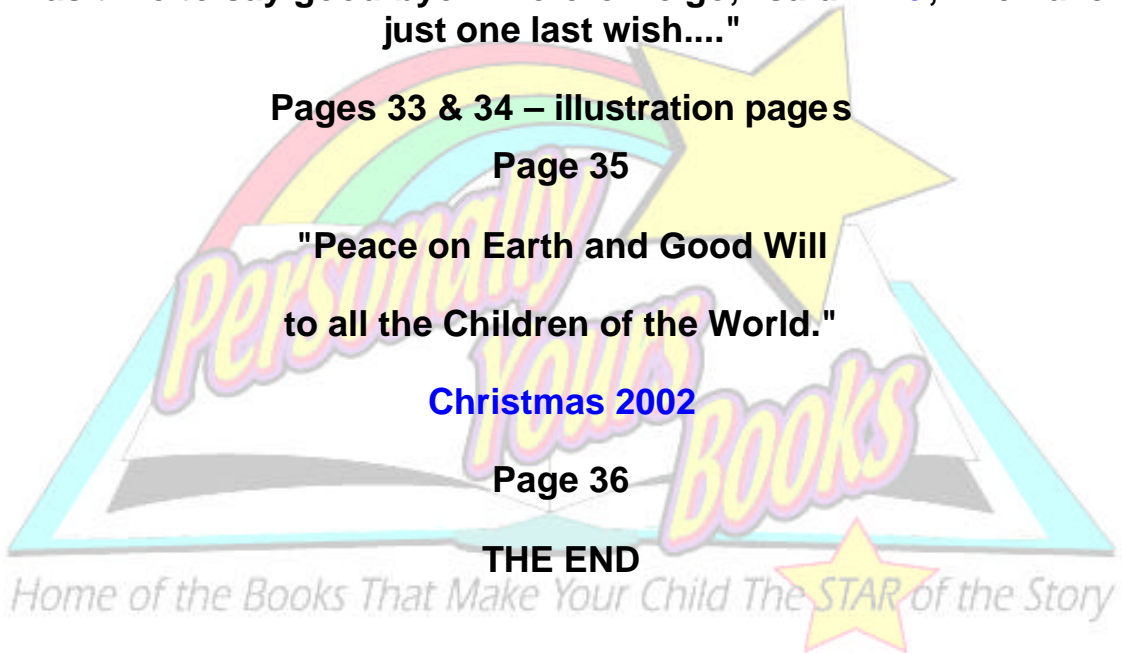 just one last wish...."
Pages 33 & 34 – illustration pages
Page 35
"Peace on Earth and Good Will
to all the Children of the World."
Christmas 2002
Page 36
THE END
Personally
Yours
Books
Home of the Books That Make Your Child The STAR of the Story